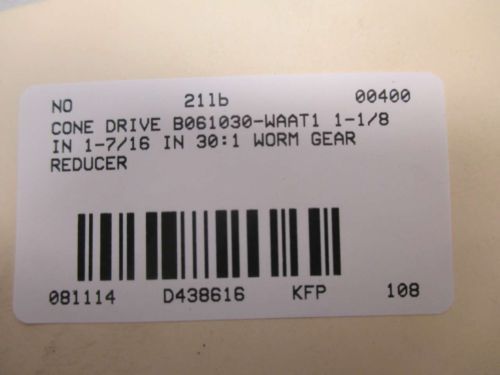 NO 21lb 00400
CONE DRIVE B061030-WAAT1 1-1/8
IN 1-7/16 IN 30:1 WORM GEAR
REDUCER
081114 D438616 KFP 108